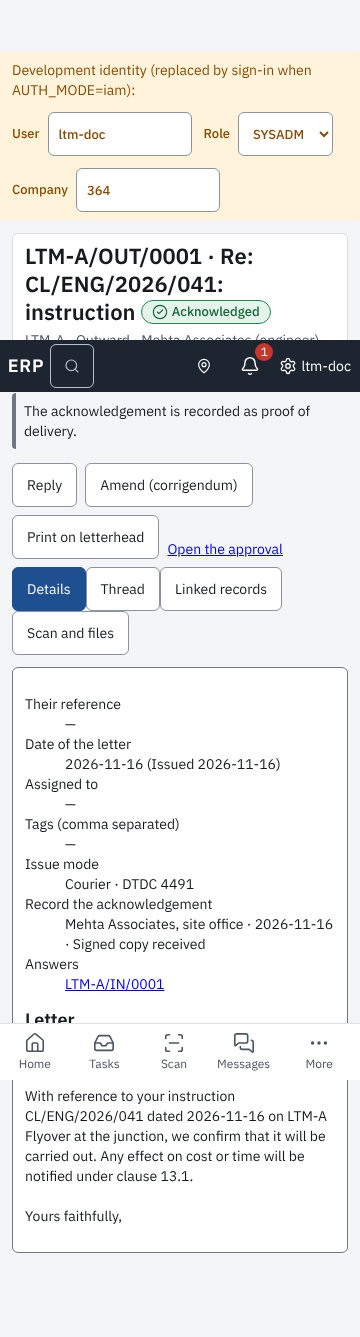 Development identity (replaced by sign-in when
AUTH_MODE=iam):
User ltm-doc Role SYSADM
Company 364
LTM-A/OUT/0001 · Re:
CL/ENG/2026/041:
instruction Acknowledged
LTM-A · Outward · Mehta Associates (engineer)
ERP 1 ltm-doc
The acknowledgement is recorded as proof of
delivery.
Reply Amend (corrigendum)
Print on letterhead Open the approval
Details Thread Linked records
Scan and files
Their reference
—
Date of the letter
2026-11-16 (Issued 2026-11-16)
Assigned to
—
Tags (comma separated)
—
Issue mode
Courier · DTDC 4491
Record the acknowledgement
Mehta Associates, site office · 2026-11-16
· Signed copy received
Answers
LTM-A/IN/0001
Letter
Home Tasks Scan Messages More
With reference to your instruction
CL/ENG/2026/041 dated 2026-11-16 on LTM-A
Flyover at the junction, we confirm that it will be
carried out. Any effect on cost or time will be
notified under clause 13.1.
Yours faithfully,